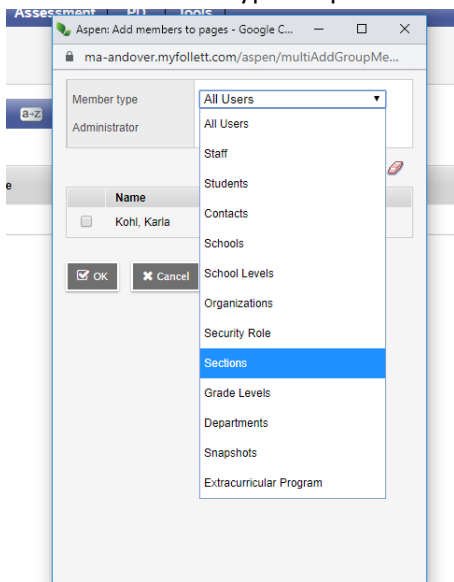 Assessment PD Tools
Aspen: Add members to pages - Google C...
ma-andover.myfollett.com/aspen/multiAddGroupMe...
Member type
All Users
a-z
All Users
Administrator
Staff
Students
e
Name
Contacts
Kohl, Karla
Schools
OK
Cancel
School Levels
Organizations
Security Role
Sections
Grade Levels
Departments
Snapshots
Extracurricular Program